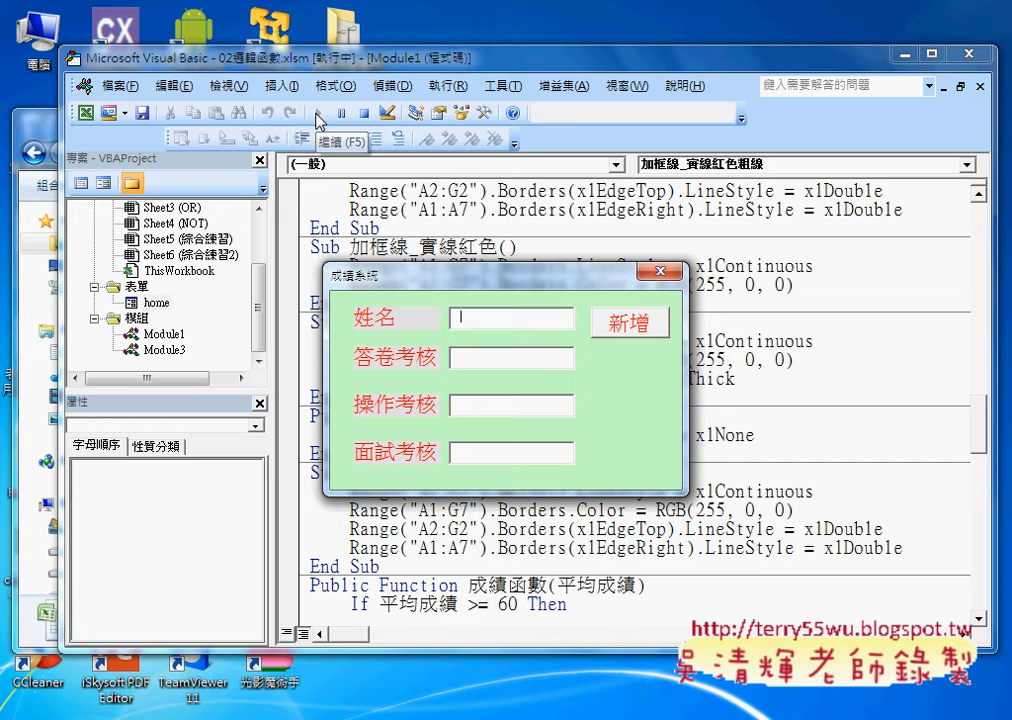 電腦
Microsoft Visual Basic - 02邏輯函數.xlsm [執行中] - [Module1 (程式碼)]
檔案(F) 編輯(E) 檢視(V) 插入(I) 格式(O) 偵錯(D) 執行(R) 工具(T) 增益集(A) 視窗(W) 說明(H)
鍵入需要解答的問題
繼續 (F5)
專案 - VBAProject
(一般)
加框線_實線紅色粗線
組合
Sheet3 (OR)
Sheet4 (NOT)
Sheet5 (綜合練習)
Sheet6 (綜合練習2)
ThisWorkbook
表單
home
模組
Module1
Module3
屬性
字母順序 性質分類
Range("A2:G2").Borders(xlEdgeTop).LineStyle = xlDouble
Range("A1:A7").Borders(xlEdgeRight).LineStyle = xlDouble
End Sub
Sub 加框線_實線紅色()
xlContinuous
(255, 0, 0)
xlContinuous
(255, 0, 0)
Thick
xlNone
xlContinuous
Range("A1:G7").Borders.Color = RGB(255, 0, 0)
Range("A2:G2").Borders(xlEdgeTop).LineStyle = xlDouble
Range("A1:A7").Borders(xlEdgeRight).LineStyle = xlDouble
End Sub
Public Function 成績函數(平均成績)
If 平均成績 >= 60 Then
成績系統
姓名
新增
答卷考核
操作考核
面試考核
http://terry55wu.blogspot.tw
吳清輝老師錄製
CCleaner
iSkysoft PDF Editor
TeamViewer 11
光影魔術手